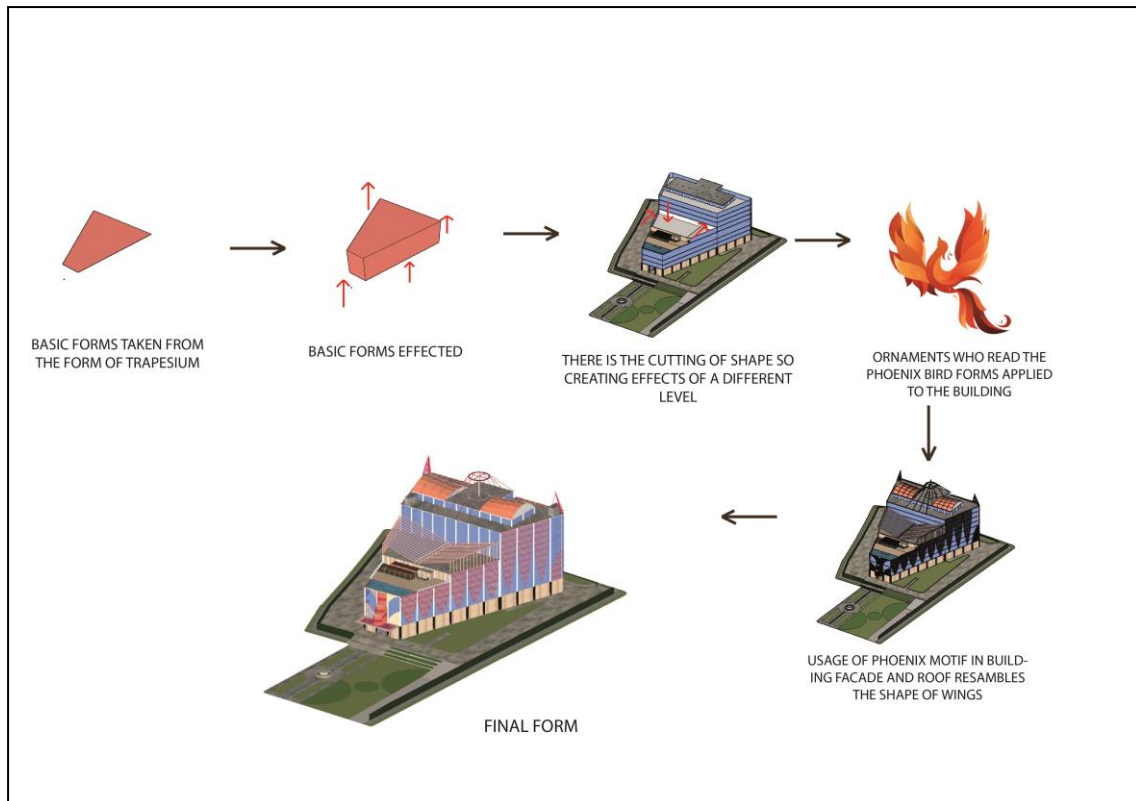 BASIC FORMS TAKEN FROM
THE FORM OF TRAPESIUM
BASIC FORMS EFFECTED
THERE IS THE CUTTING OF SHAPE SO
CREATING EFFECTS OF A DIFFERENT
LEVEL
ORNAMENTS WHO READ THE
PHOENIX BIRD FORMS APPLIED
TO THE BUILDING
USAGE OF PHOENIX MOTIF IN BUILD-
ING FACADE AND ROOF RESAMBLES
THE SHAPE OF WINGS
FINAL FORM